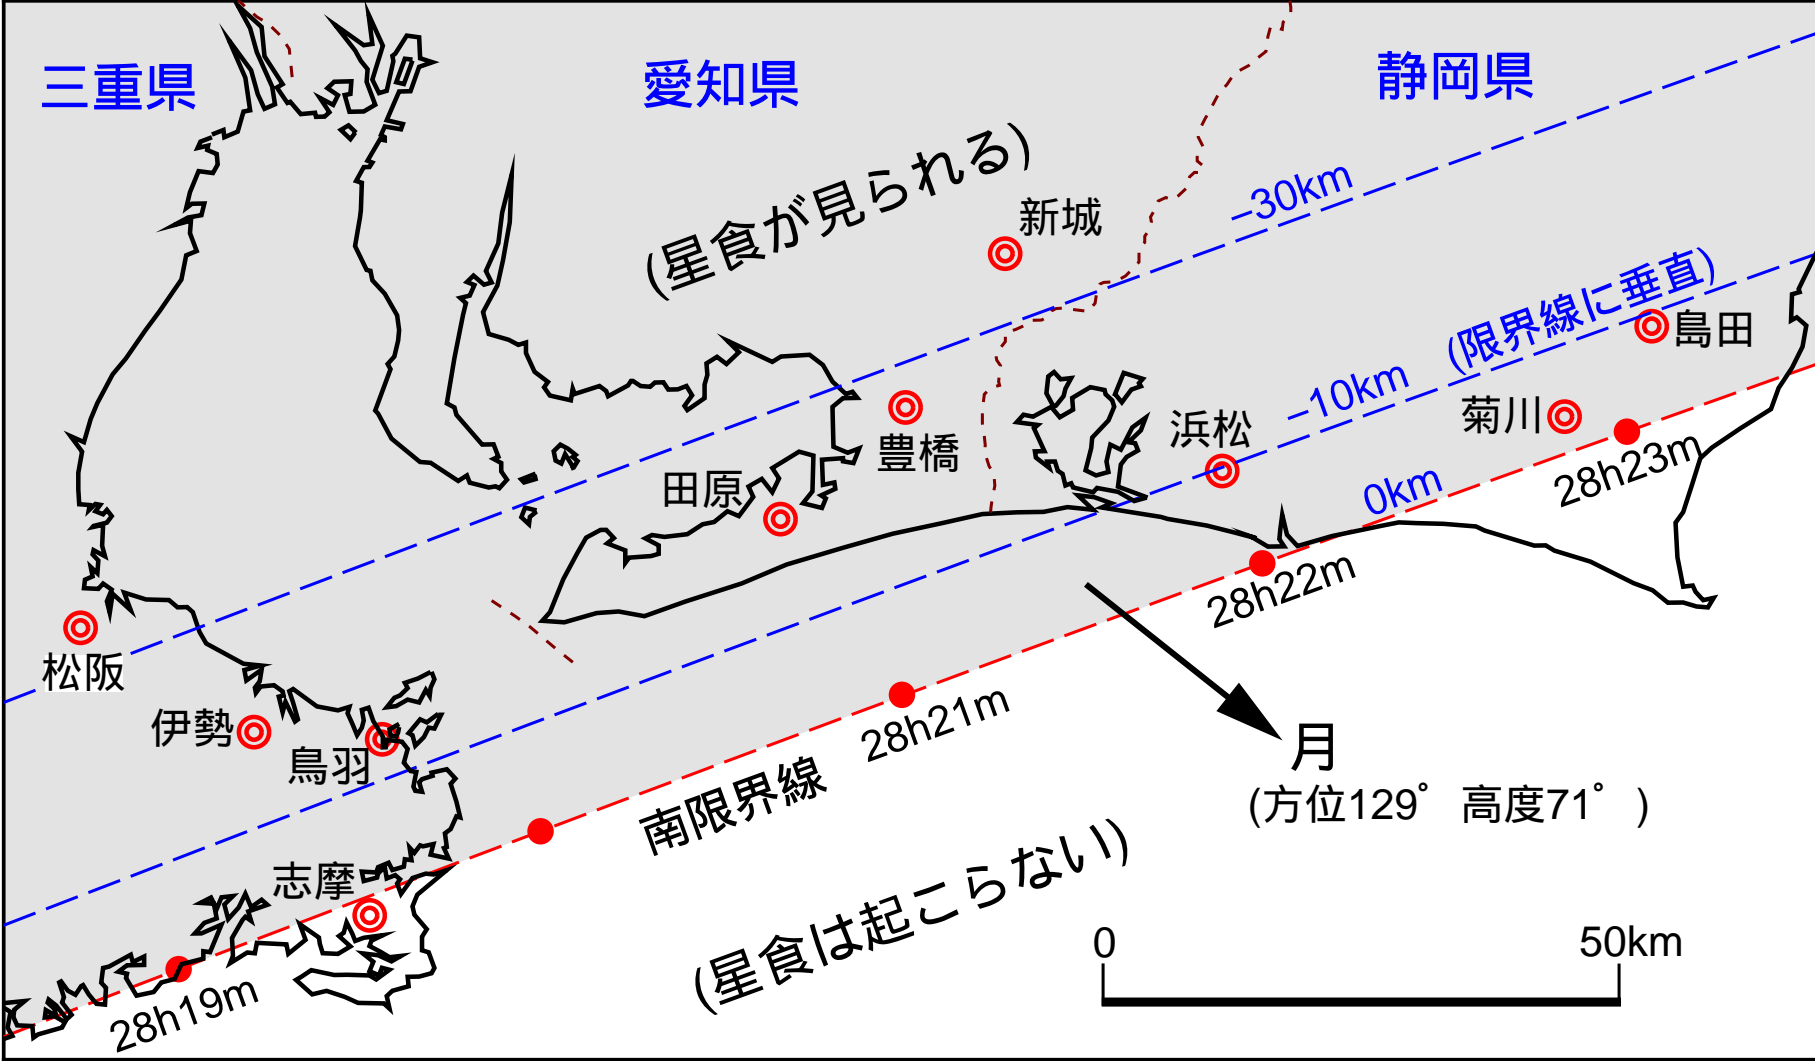 三重県
愛知県
静岡県
(星食が見られる)
新城
-30km
(限界線に垂直)
島田
-10km
菊川
浜松
豊橋
田原
0km
28h23m
28h22m
松阪
伊勢
鳥羽
28h21m
月
(方位129°高度71°)
南限界線
志摩
(星食は起こらない)
28h19m
0
50km